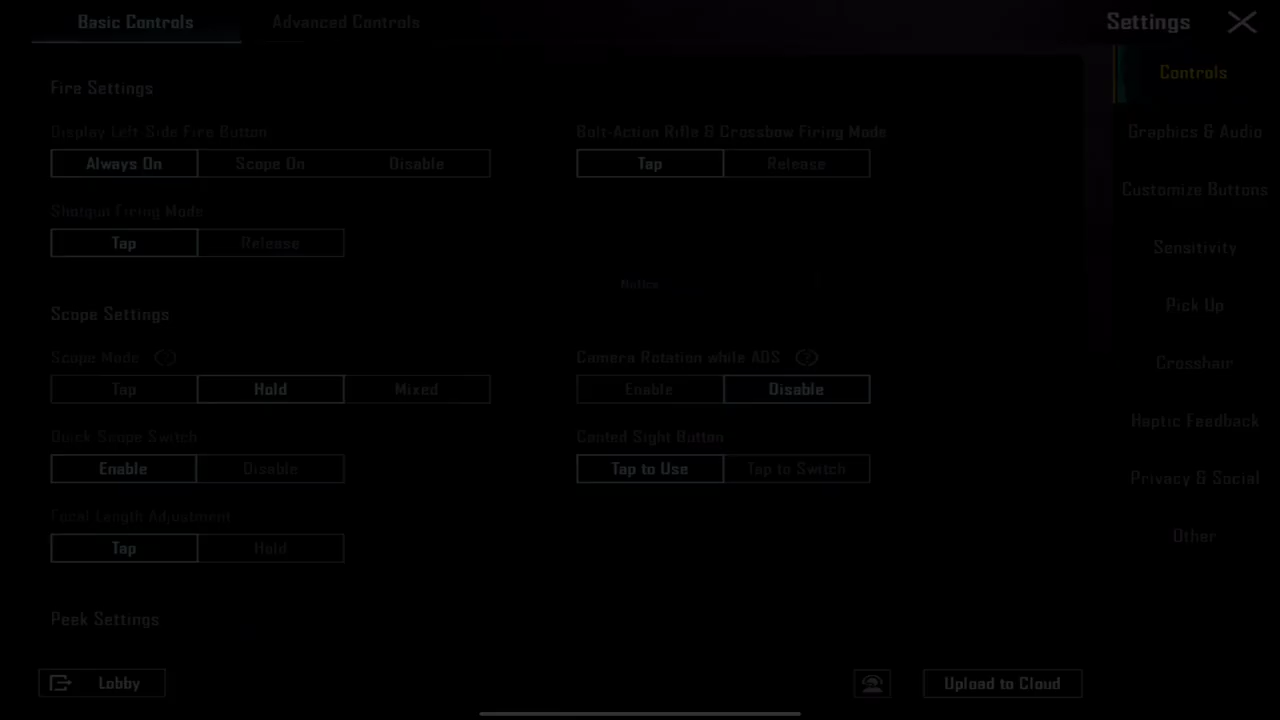 Basic Controls Advanced Controls Settings
Controls
Fire Settings
Display Left-Side Fire Button Bolt-Action Rifle & Crossbow Firing Mode Graphics & Audio
Always On Scope On Disable Tap Release
Customize Buttons
Shotgun Firing Mode
Tap Release Sensitivity
Notice
Pick Up
Scope Settings
Scope Mode (?) Camera Rotation while ADS (?) Crosshair
Tap Hold Mixed Enable Disable
Haptic Feedback
Quick Scope Switch Canted Sight Button
Enable Disable Tap to Use Tap to Switch
Privacy & Social
Focal Length Adjustment
Other
Tap Hold
Peek Settings
Lobby Upload to Cloud